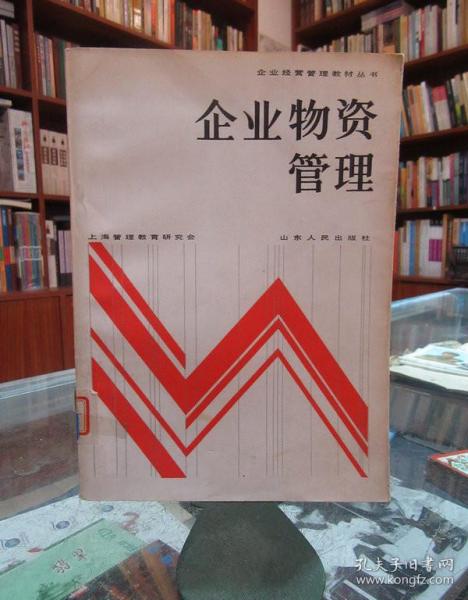 企业经营管理教材丛书
企业物资
管理
上海管理教育研究会
山东人民出版社
孔夫子旧书网
www.kongfz.com